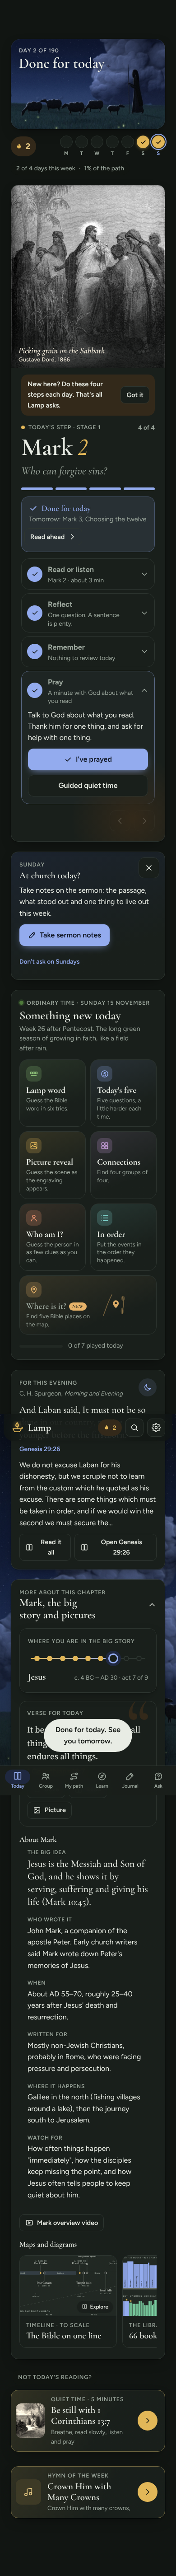 DAY 2 OF 190
Done for today
2
M T W T F S S
2 of 4 days this week · 1% of the path
Picking grain on the Sabbath
Gustave Doré, 1866
New here? Do these four
steps each day. That's all
Lamp asks.
Got it
TODAY'S STEP · STAGE 1
4 of 4
Mark 2
Who can forgive sins?
Done for today
Tomorrow: Mark 3, Choosing the twelve
Read ahead
Read or listen
Mark 2 · about 3 min
Reflect
One question. A sentence
is plenty.
Remember
Nothing to review today
Pray
A minute with God about what
you read
Talk to God about what you read.
Thank him for one thing, and ask for
help with one thing.
I've prayed
Guided quiet time
SUNDAY
At church today?
Take notes on the sermon: the passage,
what stood out and one thing to live out
this week.
Take sermon notes
Don't ask on Sundays
ORDINARY TIME · SUNDAY 15 NOVEMBER
Something new today
Week 26 after Pentecost. The long green
season of growing in faith, like a field
after rain.
Lamp word
Guess the Bible
word in six tries.
Today's five
Five questions, a
little harder each
time.
Picture reveal
Guess the scene as
the engraving
appears.
Connections
Find four groups of
four.
Who am I?
Guess the person in
as few clues as you
can.
In order
Put the events in
the order they
happened.
Where is it? NEW
Find five Bible places on
the map.
0 of 7 played today
FOR THIS EVENING
C. H. Spurgeon, Morning and Evening
And Laban said, It must not be so
Lamp
2
Genesis 29:26
We do not excuse Laban for his
dishonesty, but we scruple not to learn
from the custom which he quoted as his
excuse. There are some things which must
be taken in order, and if we would win the
second we must secure the...
Read it
all
Open Genesis
29:26
MORE ABOUT THIS CHAPTER
Mark, the big
story and pictures
WHERE YOU ARE IN THE BIG STORY
Jesus
c. 4 BC – AD 30 · act 7 of 9
VERSE FOR TODAY
It be
all
Done for today. See
you tomorrow.
endures all things.
Today
Group
My path
Learn
Journal
Ask
Picture
About Mark
THE BIG IDEA
Jesus is the Messiah and Son of
God, and he shows it by
serving, suffering and giving his
life (Mark 10:45).
WHO WROTE IT
John Mark, a companion of the
apostle Peter. Early church writers
said Mark wrote down Peter's
memories of Jesus.
WHEN
About AD 55–70, roughly 25–40
years after Jesus' death and
resurrection.
WRITTEN FOR
Mostly non-Jewish Christians,
probably in Rome, who were facing
pressure and persecution.
WHERE IT HAPPENS
Galilee in the north (fishing villages
around a lake), then the journey
south to Jerusalem.
WATCH FOR
How often things happen
"immediately", how the disciples
keep missing the point, and how
Jesus often tells people to keep
quiet about him.
Mark overview video
Maps and diagrams
Explore
TIMELINE · TO SCALE
The Bible on one line
THE LIBR
66 book
NOT TODAY'S READING?
QUIET TIME · 5 MINUTES
Be still with 1
Corinthians 13:7
Breathe, read slowly, listen
and pray
HYMN OF THE WEEK
Crown Him with
Many Crowns
Crown Him with many crowns,